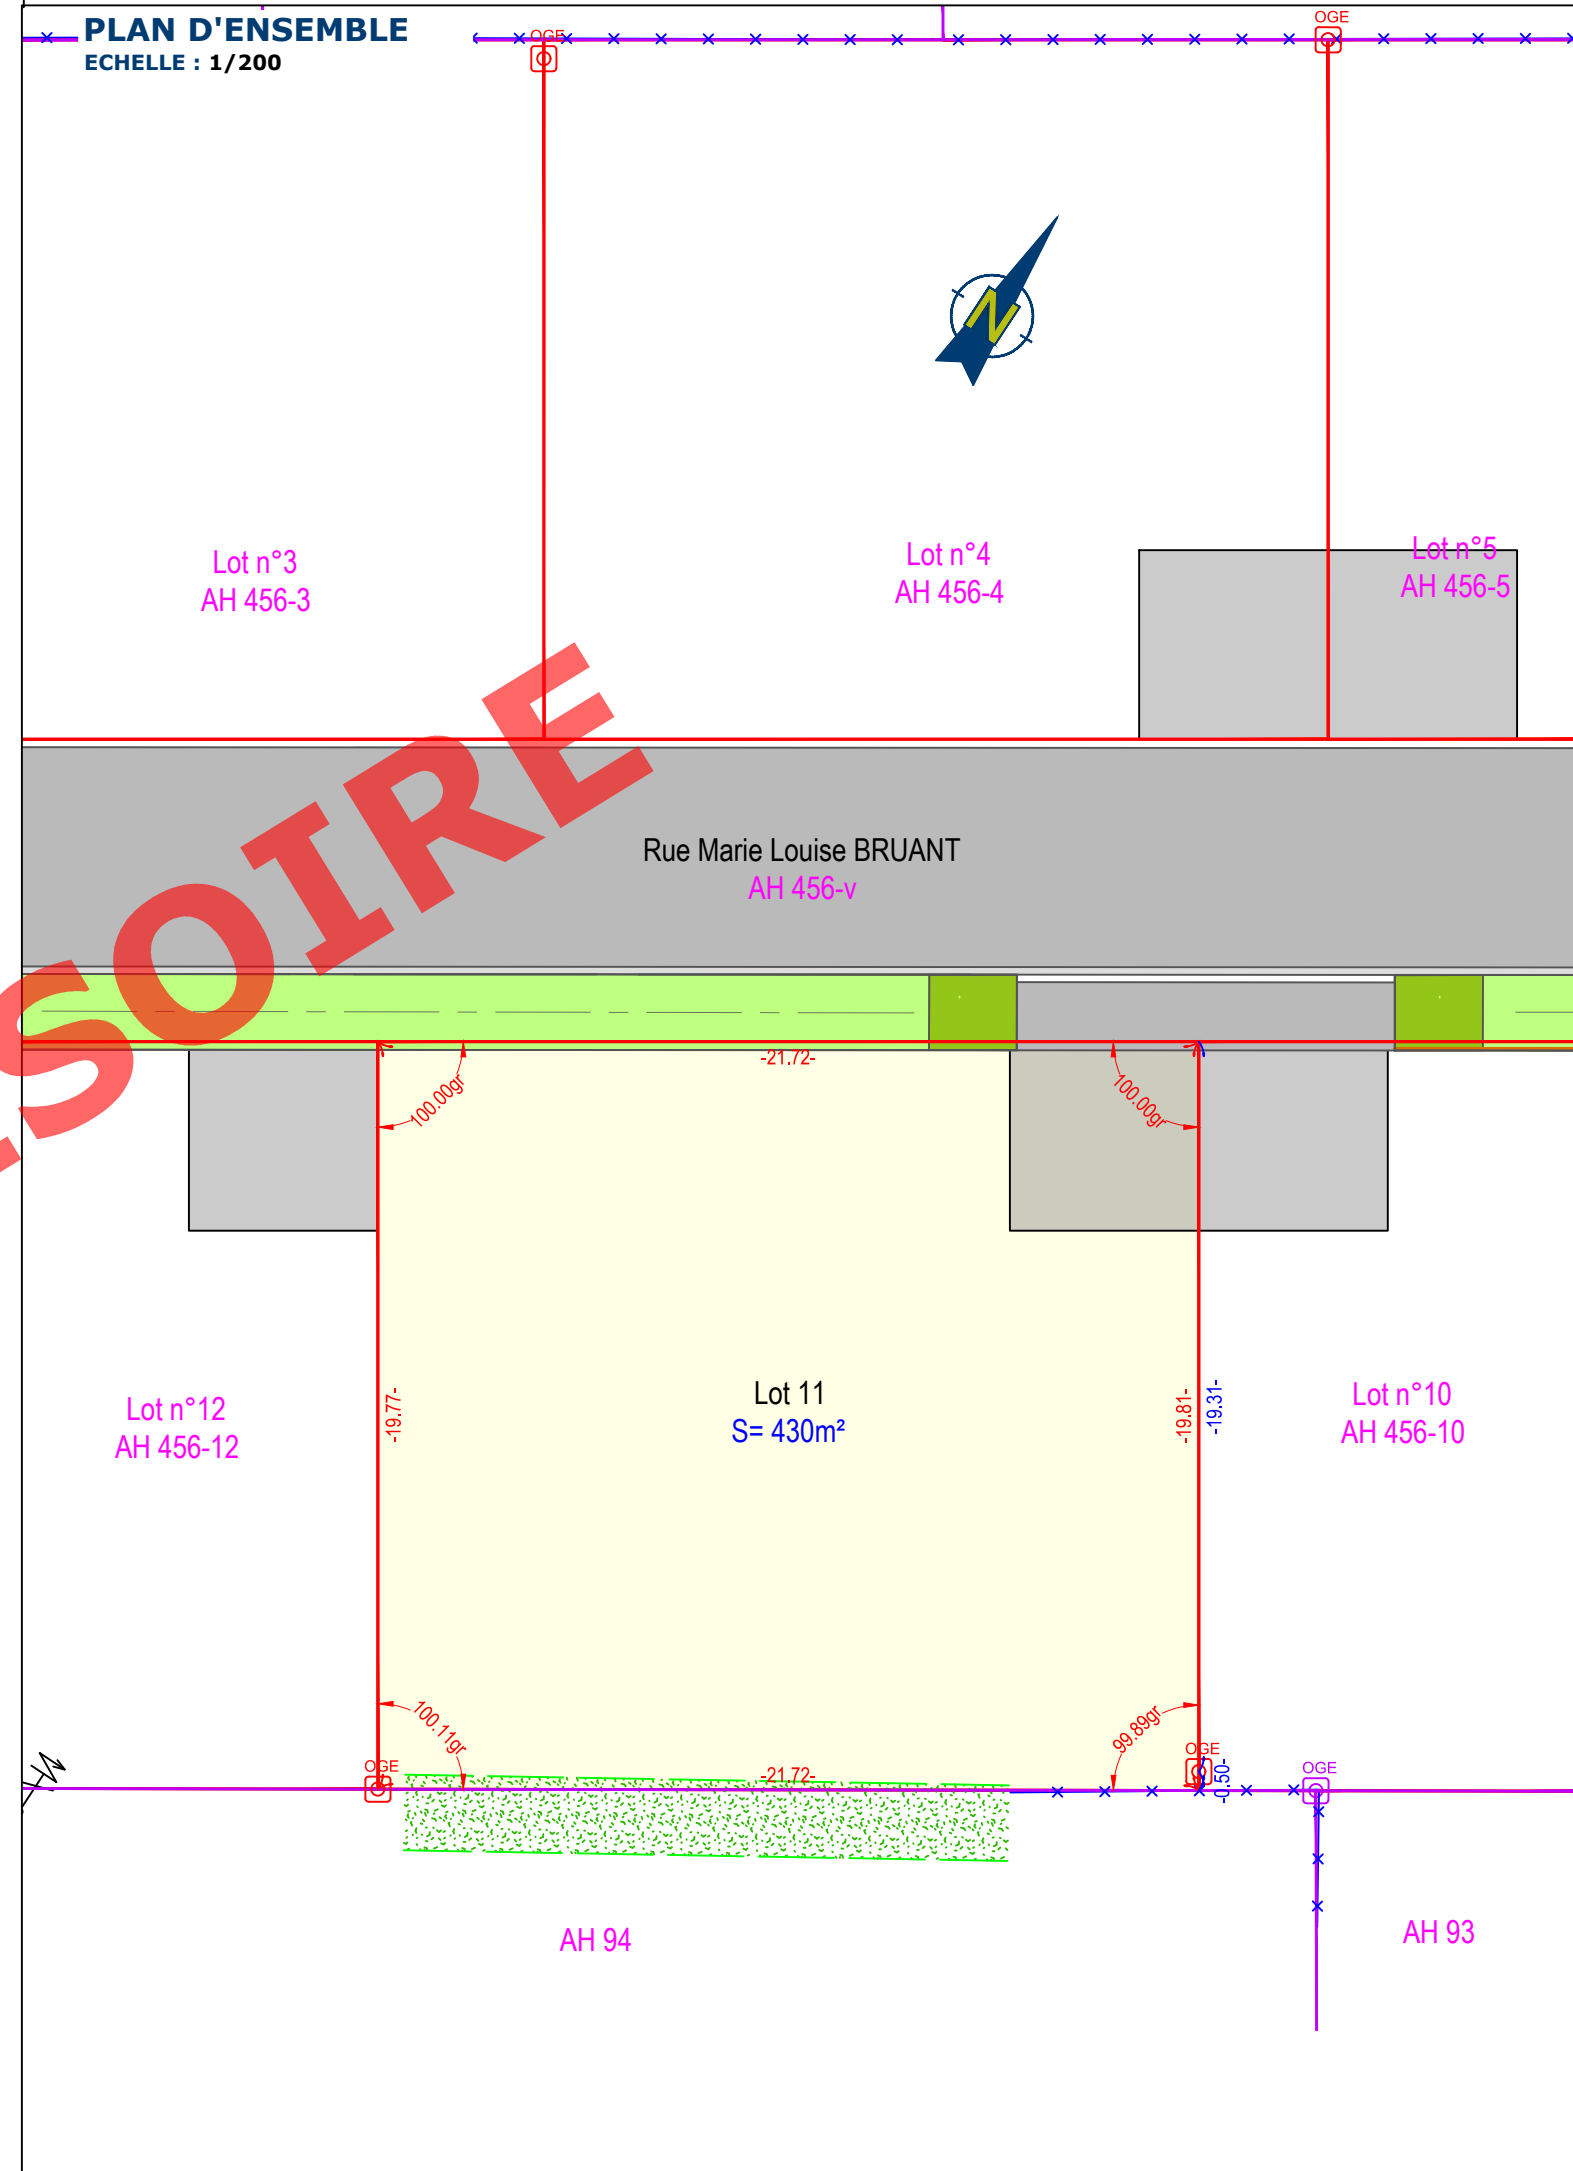 PLAN D'ENSEMBLE
ECHELLE : 1/200
OGE
OGE
N
Lot n°3
AH 456-3
Lot n°4
AH 456-4
Lot n°5
AH 456-5
SOIRE
Rue Marie Louise BRUANT
AH 456-v
-21.72-
100.00gr
100.00gr
Lot n°12
AH 456-12
-19.77-
Lot 11
S= 430m²
-19.81-
-19.31-
Lot n°10
AH 456-10
100.11gr
99.89gr
OGE
-21.72-
OGE
-0.50-
OGE
AH 94
AH 93